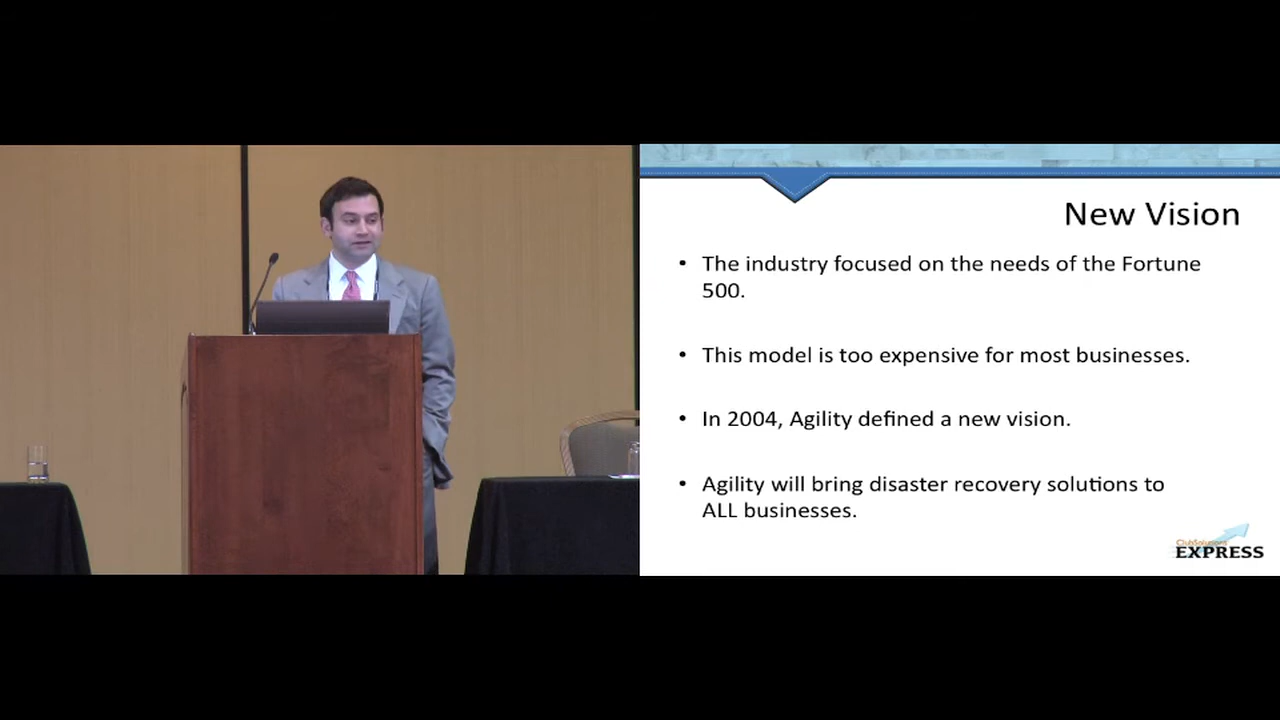 New Vision
• The industry focused on the needs of the Fortune
500.
• This model is too expensive for most businesses.
• In 2004, Agility defined a new vision.
• Agility will bring disaster recovery solutions to
ALL businesses.
ClubSolutions
EXPRESS